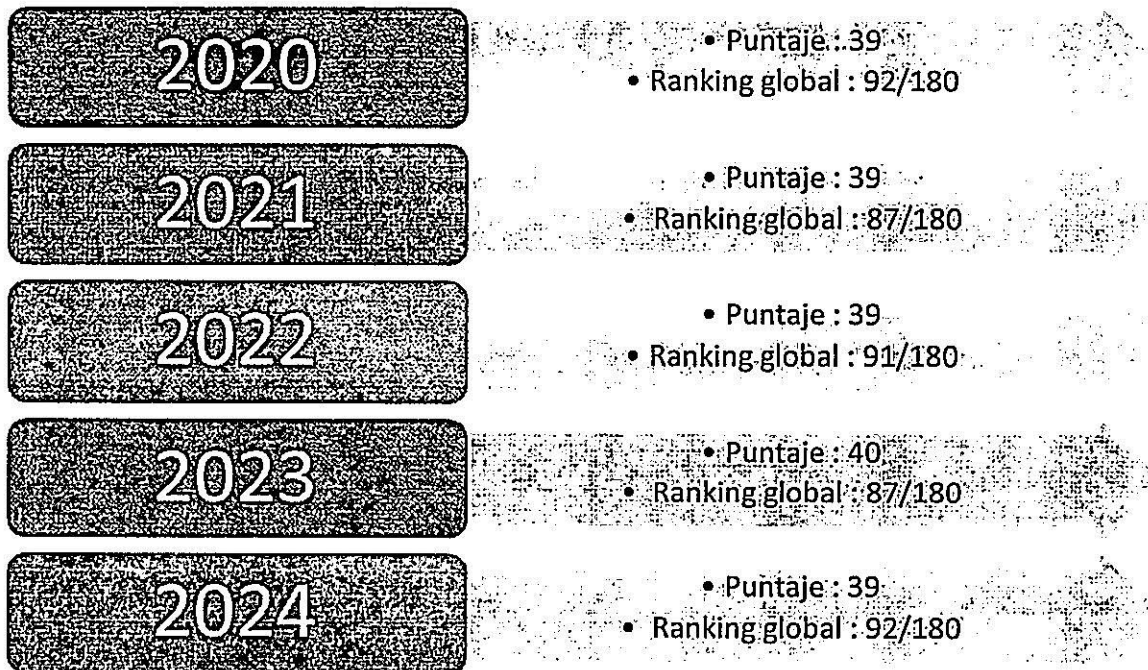 2020
• Puntaje : 39
• Ranking global : 92/180
2021
• Puntaje : 39
• Ranking global : 87/180
2022
• Puntaje : 39
• Ranking global : 91/180
2023
• Puntaje : 40
• Ranking global : 87/180
2024
• Puntaje : 39
• Ranking global : 92/180